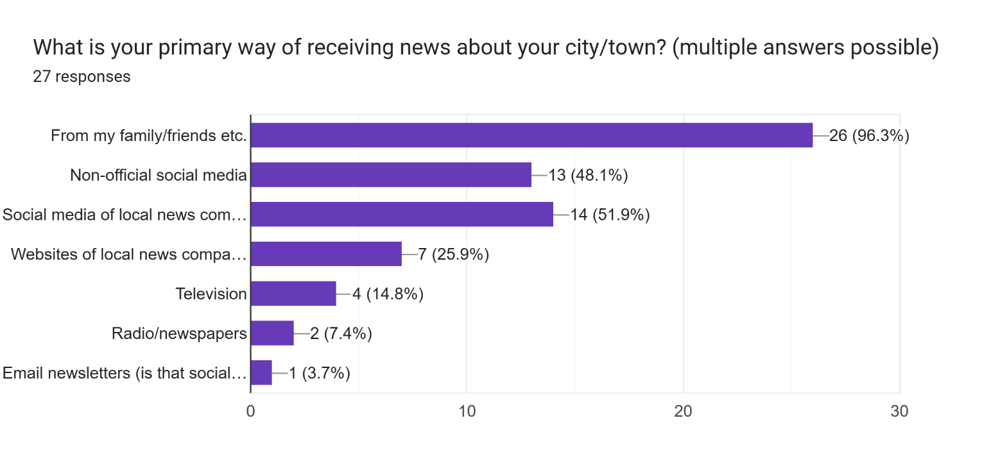 What is your primary way of receiving news about your city/town? (multiple answers possible)
27 responses
From my family/friends etc.
26 (96.3%)
Non-official social media
13 (48.1%)
Social media of local news com…
14 (51.9%)
Websites of local news compa…
7 (25.9%)
Television
4 (14.8%)
Radio/newspapers
2 (7.4%)
Email newsletters (is that social…
1 (3.7%)
0 10 20 30